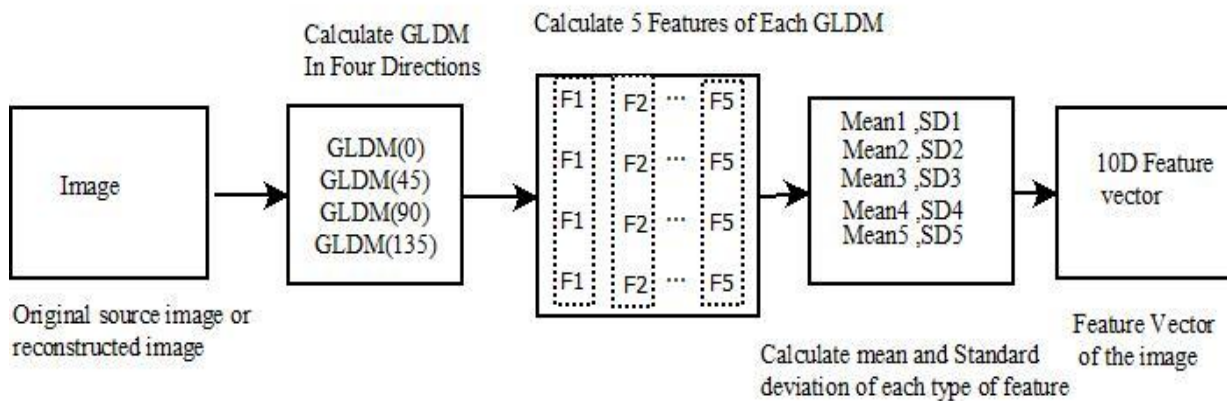 Calculate GLDM
In Four Directions
Calculate 5 Features of Each GLDM
Image
GLDM(0)
GLDM(45)
GLDM(90)
GLDM(135)
F1 F2 ... F5
F1 F2 ... F5
F1 F2 ... F5
F1 F2 ... F5
Mean1 ,SD1
Mean2 ,SD2
Mean3 ,SD3
Mean4 ,SD4
Mean5 ,SD5
10D Feature
vector
Original source image or
reconstructed image
Calculate mean and Standard
deviation of each type of feature
Feature Vector
of the image